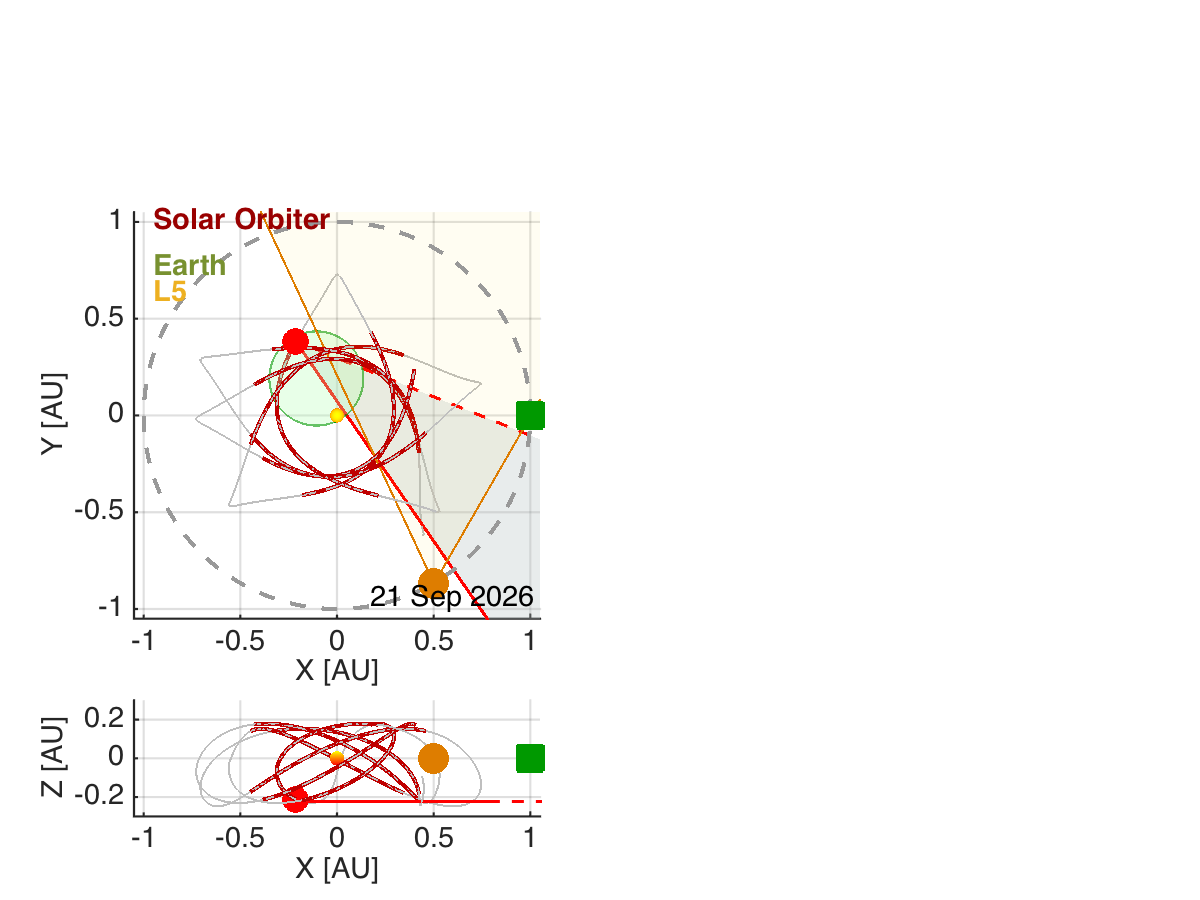 Solar Orbiter
Earth
L5
1
0.5
0
-0.5
-1
Y [AU]
21 Sep 2026
-1 -0.5 0 0.5 1
X [AU]
0.2
0
-0.2
Z [AU]
-1 -0.5 0 0.5 1
X [AU]